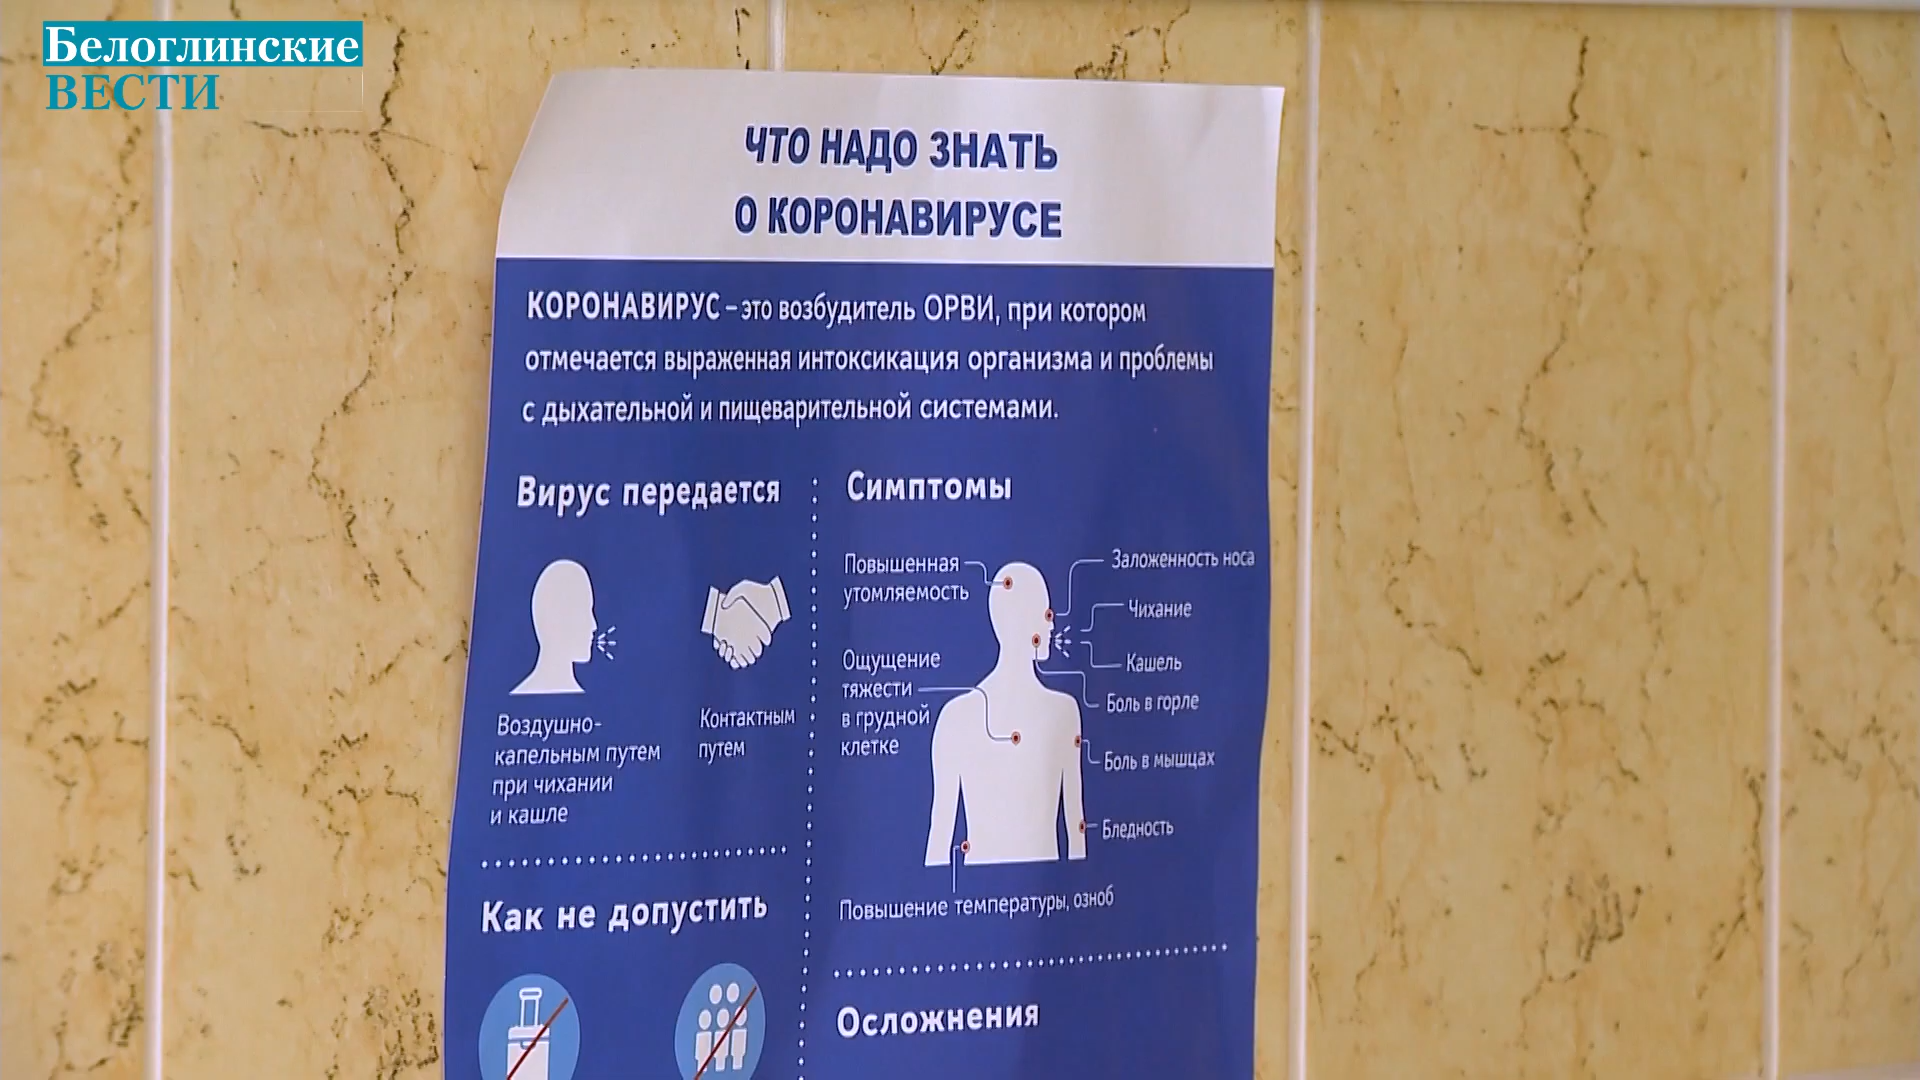 Белоглинские
ВЕСТИ
ЧТО НАДО ЗНАТЬ
О КОРОНАВИРУСЕ
КОРОНАВИРУС – это возбудитель ОРВИ, при котором
отмечается выраженная интоксикация организма и проблемы
с дыхательной и пищеварительной системами.
Вирус передается
Воздушно-
капельным путем
при чихании
и кашле
Контактным
путем
Симптомы
Повышенная
утомляемость
Ощущение
тяжести
в грудной
клетке
Заложенность носа
Чихание
Кашель
Боль в горле
Боль в мышцах
Бледность
Повышение температуры, озноб
Как не допустить
Осложнения